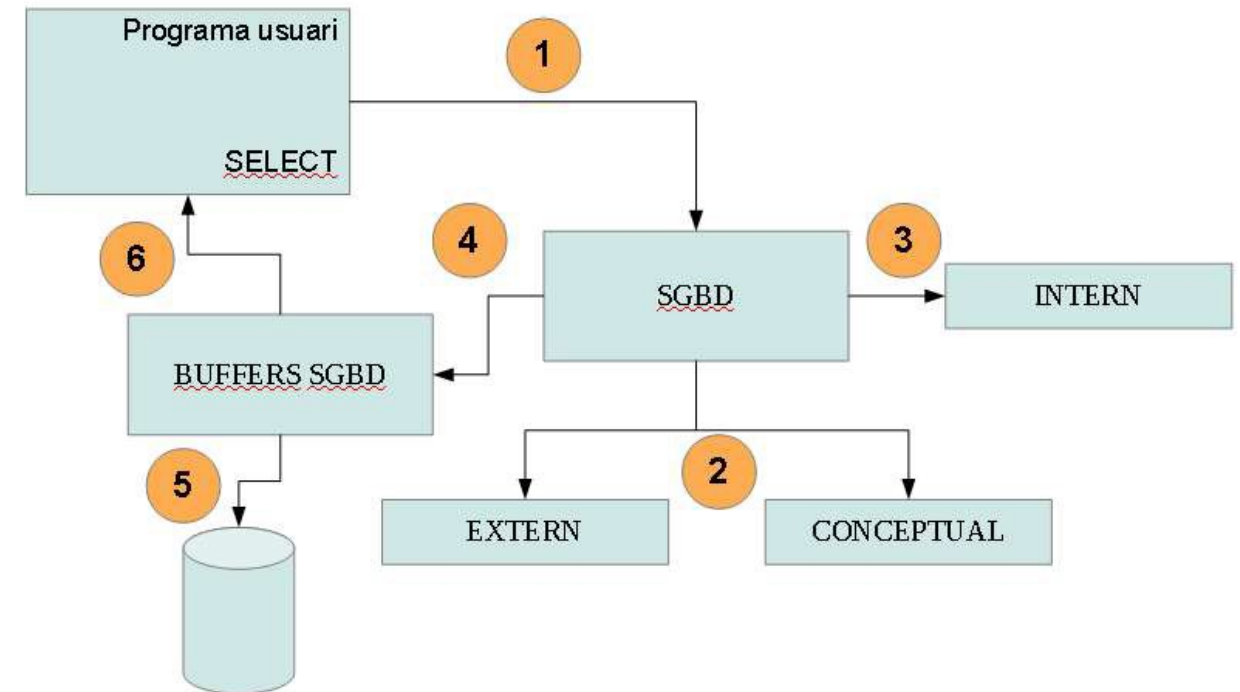 Programa usuari
1
SELECT
6
4
SGBD
3
INTERN
BUFFERS SGBD
5
2
EXTERN
CONCEPTUAL